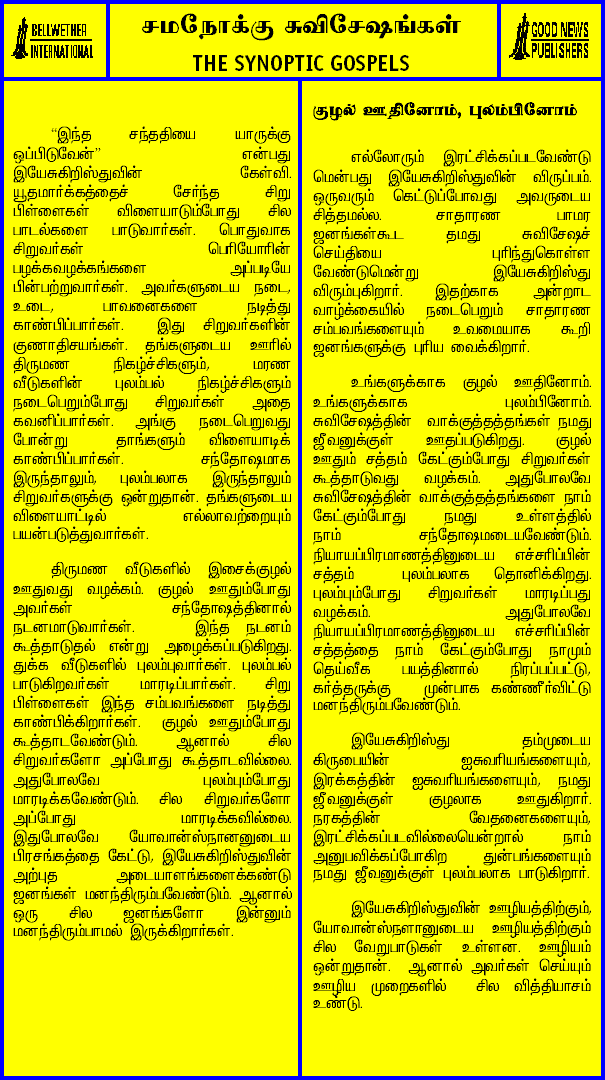 BELLWETHER
INTERNATIONAL
சமநோக்கு சுவிசேஷங்கள்
THE SYNOPTIC GOSPELS
GOOD NEWS
PUBLISHERS
“இந்த சந்ததியை யாருக்கு
ஒப்பிடுவேன்” என்பது
இயேசுகிறிஸ்துவின் கேள்வி.
யூதமார்க்கத்தைச் சேர்ந்த சிறு
பிள்ளைகள் விளையாடும்போது சில
பாடல்களை பாடுவார்கள். பொதுவாக
சிறுவர்கள் பெரியோரின்
பழக்கவழக்கங்களை அப்படியே
பின்பற்றுவார்கள். அவர்களுடைய நடை,
உடை, பாவனைகளை நடித்து
காண்பிப்பார்கள். இது சிறுவர்களின்
குணாதிசயங்கள். தங்களுடைய ஊரில்
திருமண நிகழ்ச்சிகளும், மரண
வீடுகளின் புலம்பல் நிகழ்ச்சிகளும்
நடைபெறும்போது சிறுவர்கள் அதை
கவனிப்பார்கள். அங்கு நடைபெறுவது
போன்று தாங்களும் விளையாடிக்
காண்பிப்பார்கள். சந்தோஷமாக
இருந்தாலும், புலம்பலாக இருந்தாலும்
சிறுவர்களுக்கு ஒன்றுதான். தங்களுடைய
விளையாட்டில் எல்லாவற்றையும்
பயன்படுத்துவார்கள்.
திருமண வீடுகளில் இசைக்குழல்
ஊதுவது வழக்கம். குழல் ஊதும்போது
அவர்கள் சந்தோஷத்தினால்
நடனமாடுவார்கள். இந்த நடனம்
கூத்தாடுதல் என்று அழைக்கப்படுகிறது.
துக்க வீடுகளில் புலம்புவார்கள். புலம்பல்
பாடுகிறவர்கள் மாரடிப்பார்கள். சிறு
பிள்ளைகள் இந்த சம்பவங்களை நடித்து
காண்பிக்கிறார்கள். குழல் ஊதும்போது
கூத்தாடவேண்டும். ஆனால் சில
சிறுவர்களோ அப்போது கூத்தாடவில்லை.
அதுபோலவே புலம்பும்போது
மாரடிக்கவேண்டும். சில சிறுவர்களோ
அப்போது மாரடிக்கவில்லை.
இதுபோலவே யோவான்ஸ்நானனுடைய
பிரசங்கத்தை கேட்டு, இயேசுகிறிஸ்துவின்
அற்புத அடையாளங்களைக்கண்டு
ஜனங்கள் மனந்திரும்பவேண்டும். ஆனால்
ஒரு சில ஜனங்களோ இன்னும்
மனந்திரும்பாமல் இருக்கிறார்கள்.
குழல் ஊதினோம், புலம்பினோம்
எல்லோரும் இரட்சிக்கப்படவேண்டு
மென்பது இயேசுகிறிஸ்துவின் விருப்பம்.
ஒருவரும் கெட்டுப்போவது அவருடைய
சித்தமல்ல. சாதாரண பாமர
ஜனங்கள்கூட தமது சுவிசேஷச்
செய்தியை புரிந்துகொள்ள
வேண்டுமென்று இயேசுகிறிஸ்து
விரும்புகிறார். இதற்காக அன்றாட
வாழ்க்கையில் நடைபெறும் சாதாரண
சம்பவங்களையும் உவமையாக கூறி
ஜனங்களுக்கு புரிய வைக்கிறார்.
உங்களுக்காக குழல் ஊதினோம்.
உங்களுக்காக புலம்பினோம்.
சுவிசேஷத்தின் வாக்குத்தத்தங்கள் நமது
ஜீவனுக்குள் ஊதப்படுகிறது. குழல்
ஊதும் சத்தம் கேட்கும்போது சிறுவர்கள்
கூத்தாடுவது வழக்கம். அதுபோலவே
சுவிசேஷத்தின் வாக்குத்தத்தங்களை நாம்
கேட்கும்போது நமது உள்ளத்தில்
நாம் சந்தோஷமடையவேண்டும்.
நியாயப்பிரமாணத்தினுடைய எச்சரிப்பின்
சத்தம் புலம்பலாக தொனிக்கிறது.
புலம்பும்போது சிறுவர்கள் மாரடிப்பது
வழக்கம். அதுபோலவே
நியாயப்பிரமாணத்தினுடைய எச்சரிப்பின்
சத்தத்தை நாம் கேட்கும்போது நாமும்
தெய்வீக பயத்தினால் நிரப்பப்பட்டு,
கர்த்தருக்கு முன்பாக கண்ணீர்விட்டு
மனந்திரும்பவேண்டும்.
இயேசுகிறிஸ்து தம்முடைய
கிருபையின் ஐசுவரியங்களையும்,
இரக்கத்தின் ஐசுவரியங்களையும், நமது
ஜீவனுக்குள் குழலாக ஊதுகிறார்.
நரகத்தின் வேதனைகளையும்,
இரட்சிக்கப்படவில்லையென்றால் நாம்
அனுபவிக்கப்போகிற துன்பங்களையும்
நமது ஜீவனுக்குள் புலம்பலாக பாடுகிறார்.
இயேசுகிறிஸ்துவின் ஊழியத்திற்கும்,
யோவான்ஸ்நானுடைய ஊழியத்திற்கும்
சில வேறுபாடுகள் உள்ளன. ஊழியம்
ஒன்றுதான். ஆனால் அவர்கள் செய்யும்
ஊழிய முறைகளில் சில வித்தியாசம்
உண்டு.